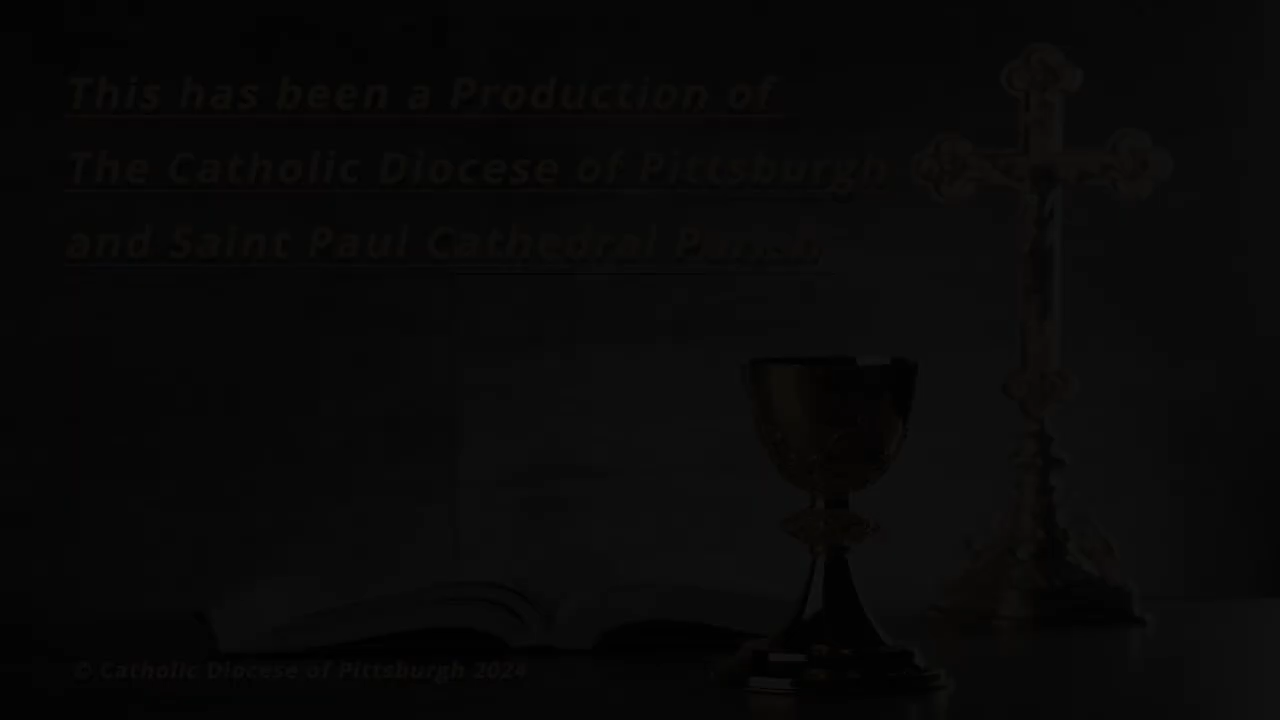 This has been a Production of
The Catholic Diocese of Pittsburgh
and Saint Paul Cathedral Parish
© Catholic Diocese of Pittsburgh 2024